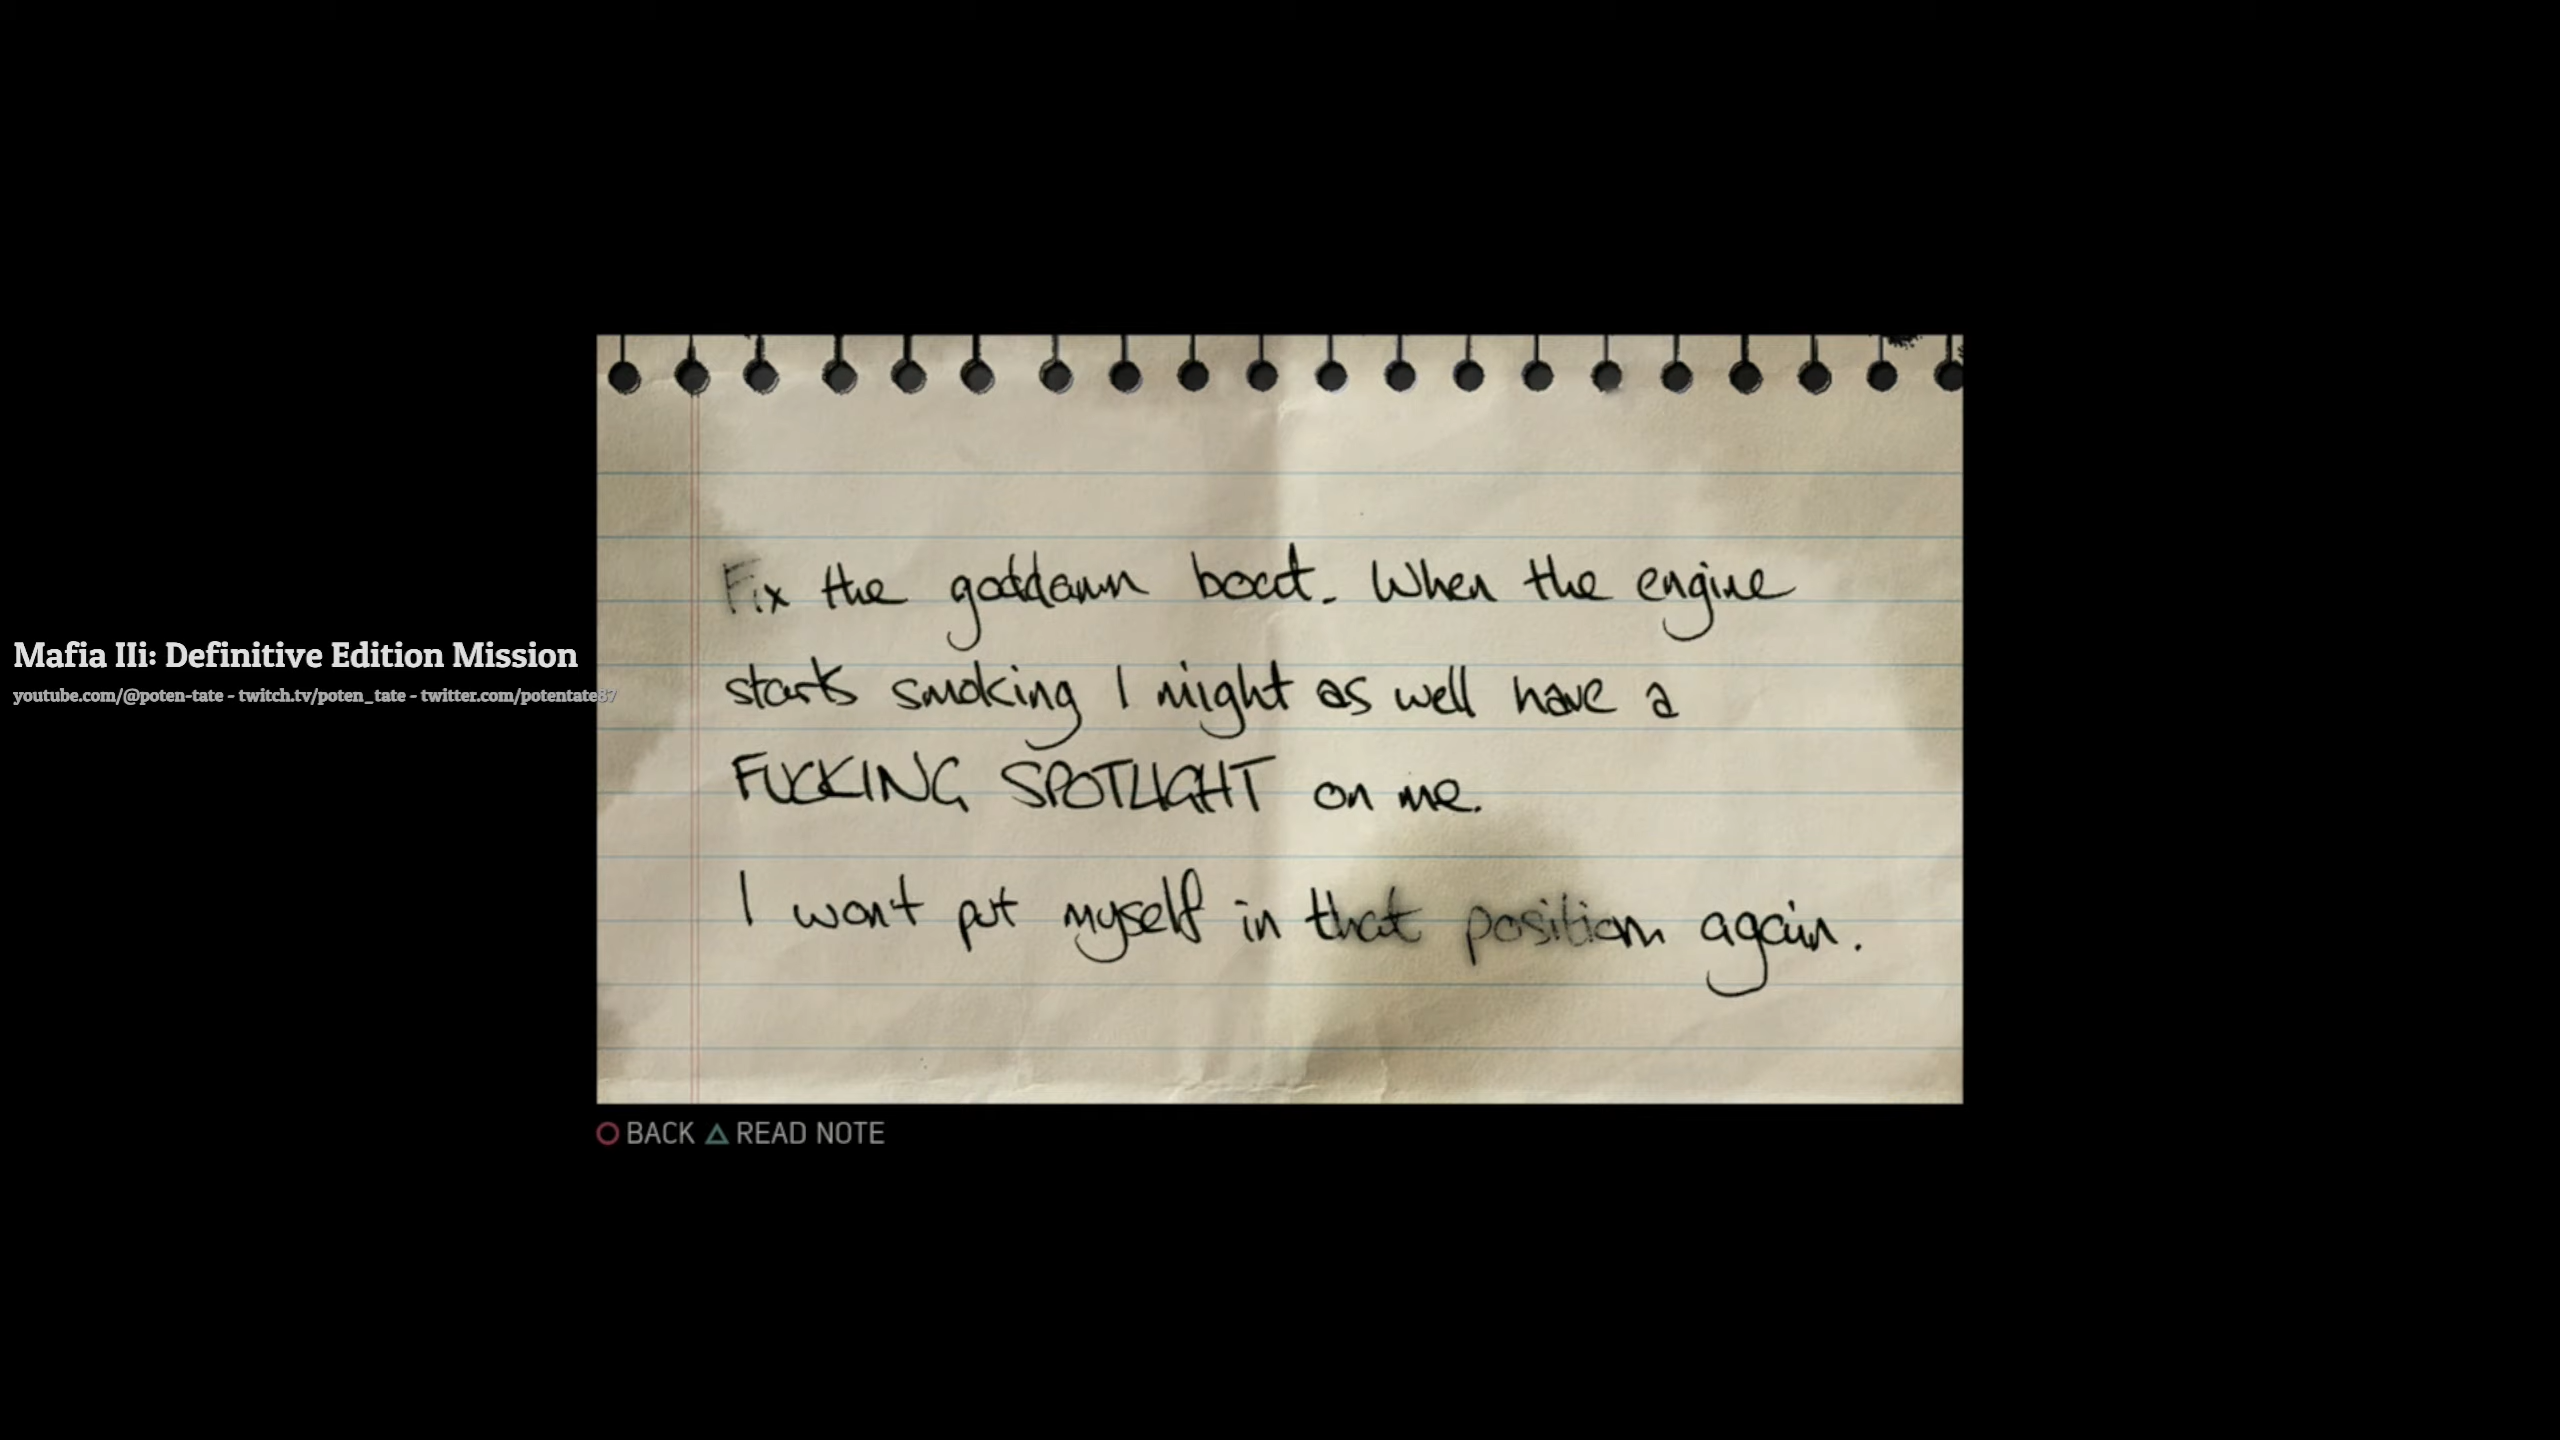 Fix the goddamn boat. When the engine
starts smoking I might as well have a
FUCKING SPOTLIGHT on me.
I won't put myself in that position again.
Mafia IIi: Definitive Edition Mission
youtube.com/@poten-tate - twitch.tv/poten_tate - twitter.com/potentate87
BACK READ NOTE